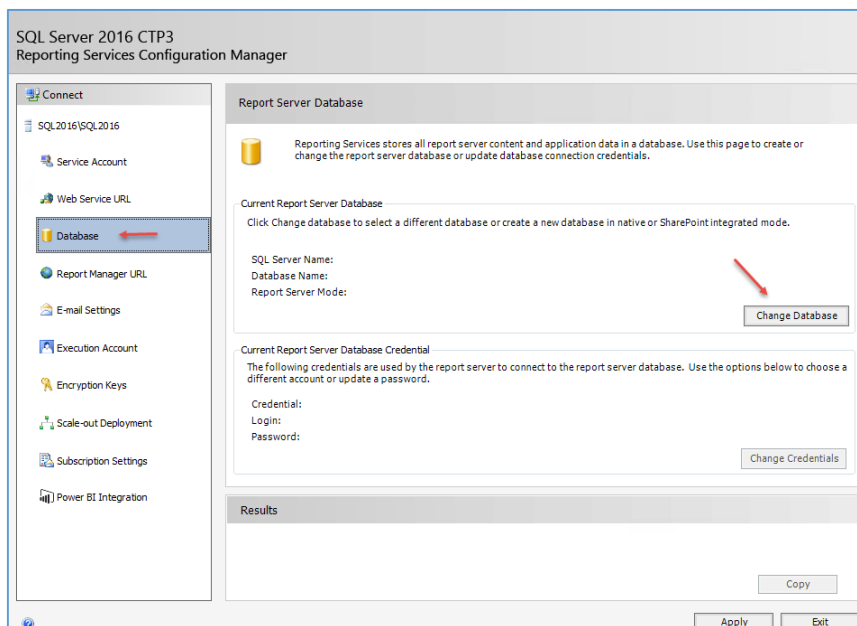 SQL Server 2016 CTP3
Reporting Services Configuration Manager
Connect
SQL2016\SQL2016
Service Account
Web Service URL
Database
Report Manager URL
E-mail Settings
Execution Account
Encryption Keys
Scale-out Deployment
Subscription Settings
Power BI Integration
Report Server Database
Reporting Services stores all report server content and application data in a database. Use this page to create or
change the report server database or update database connection credentials.
Current Report Server Database
Click Change database to select a different database or create a new database in native or SharePoint integrated mode.
SQL Server Name:
Database Name:
Report Server Mode:
Change Database
Current Report Server Database Credential
The following credentials are used by the report server to connect to the report server database. Use the options below to choose a
different account or update a password.
Credential:
Login:
Password:
Change Credentials
Results
Copy
Apply
Exit